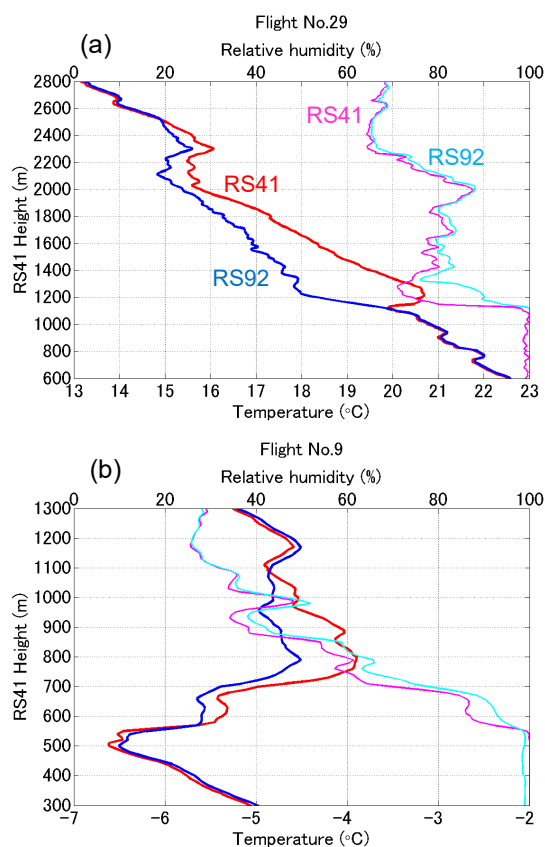 Flight No.29
(a)
Relative humidity (%)
0 20 40 60 80 100
2800
2600
2400
2200
2000
1800
1600
1400
1200
1000
800
600
RS41 Height (m)
RS41
RS92
RS41
RS92
13 14 15 16 17 18 19 20 21 22 23
Temperature (°C)
Flight No.9
(b)
Relative humidity (%)
0 20 40 60 80 100
1300
1200
1100
1000
900
800
700
600
500
400
300
RS41 Height (m)
-7 -6 -5 -4 -3 -2
Temperature (°C)